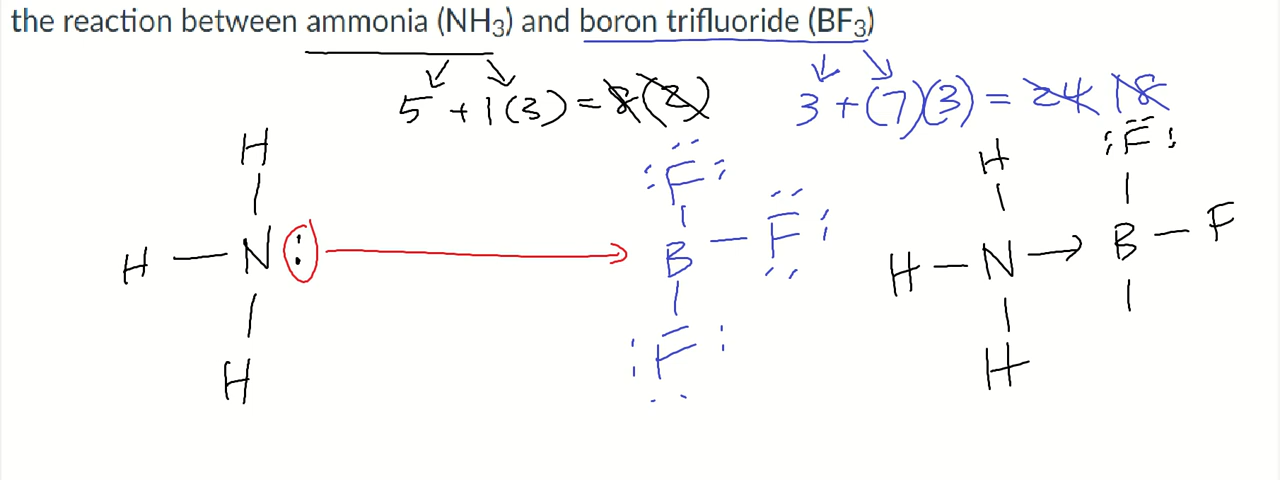 the reaction between ammonia (NH3) and boron trifluoride (BF3)
5 + 1(3) = 8(2) 3 + (7)(3) = 24 18
H H :F:
:F:
H — N : B — F : H — N → B — F
H :F: H